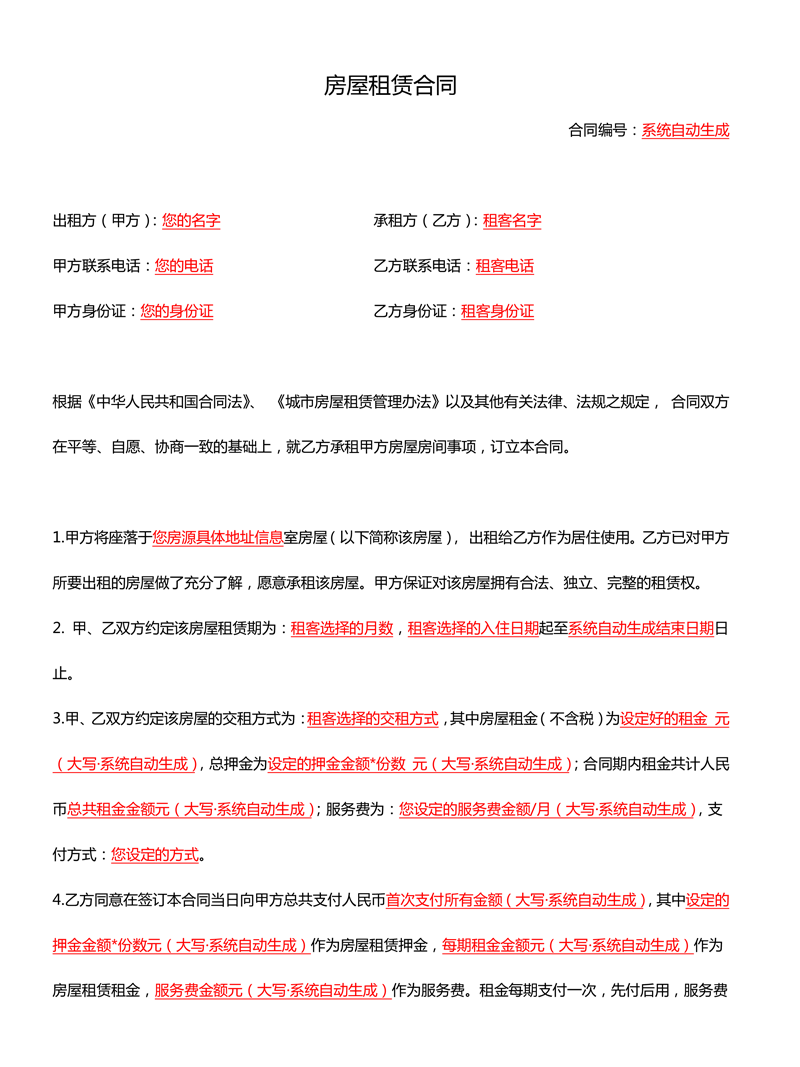 房屋租赁合同
合同编号：系统自动生成
出租方（甲方）：您的名字 承租方（乙方）：租客名字
甲方联系电话：您的电话 乙方联系电话：租客电话
甲方身份证：您的身份证 乙方身份证：租客身份证
根据《中华人民共和国合同法》、《城市房屋租赁管理办法》以及其他有关法律、法规之规定， 合同双方
在平等、自愿、协商一致的基础上，就乙方承租甲方房屋房间事项，订立本合同。
1.甲方将座落于您房源具体地址信息室房屋（以下简称该房屋）， 出租给乙方作为居住使用。乙方已对甲方
所要出租的房屋做了充分了解，愿意承租该房屋。甲方保证对该房屋拥有合法、独立、完整的租赁权。
2. 甲、乙双方约定该房屋租赁期为：租客选择的月数，租客选择的入住日期起至系统自动生成结束日期日
止。
3.甲、乙双方约定该房屋的交租方式为：租客选择的交租方式，其中房屋租金（不含税）为设定好的租金 元
（大写·系统自动生成），总押金为设定的押金金额*份数 元（大写·系统自动生成）；合同期内租金共计人民
币总共租金金额元（大写·系统自动生成）；服务费为：您设定的服务费金额/月（大写·系统自动生成），支
付方式：您设定的方式。
4.乙方同意在签订本合同当日向甲方总共支付人民币首次支付所有金额（大写·系统自动生成），其中设定的
押金金额*份数元（大写·系统自动生成）作为房屋租赁押金，每期租金金额元（大写·系统自动生成）作为
房屋租赁租金，服务费金额元（大写·系统自动生成）作为服务费。租金每期支付一次，先付后用，服务费